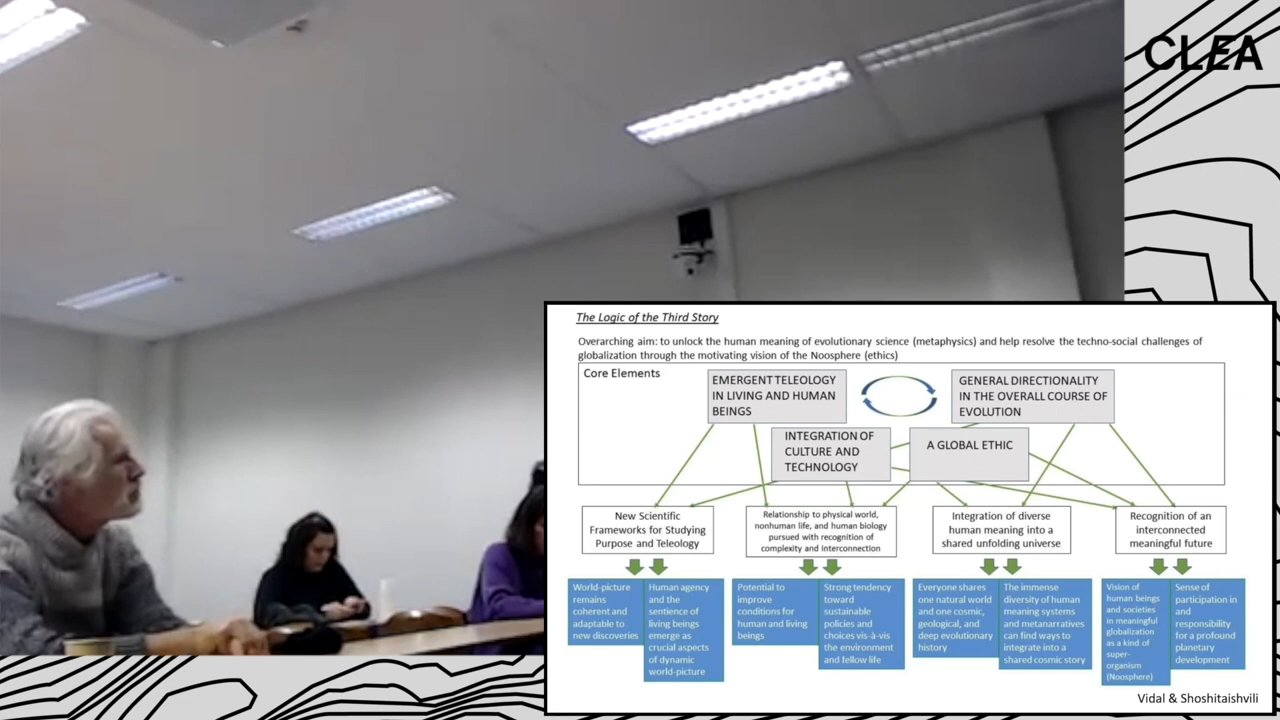 CLEA
The Logic of the Third Story
Overarching aim: to unlock the human meaning of evolutionary science (metaphysics) and help resolve the techno-social challenges of
globalization through the motivating vision of the Noosphere (ethics)
Core Elements
EMERGENT TELEOLOGY
IN LIVING AND HUMAN
BEINGS
GENERAL DIRECTIONALITY
IN THE OVERALL COURSE OF
EVOLUTION
INTEGRATION OF
CULTURE AND
TECHNOLOGY
A GLOBAL ETHIC
New Scientific
Frameworks for Studying
Purpose and Teleology
Relationship to physical world,
nonhuman life, and human biology
pursued with recognition of
complexity and interconnection
Integration of diverse
human meaning into a
shared unfolding universe
Recognition of an
interconnected
meaningful future
World-picture
remains
coherent and
adaptable to
new discoveries
Human agency
and the
sentience of
living beings
emerge as
crucial aspects
of dynamic
world-picture
Potential to
improve
conditions for
human and living
beings
Strong tendency
toward
sustainable
policies and
choices vis-à-vis
the environment
and fellow life
Everyone shares
one natural world
and one cosmic,
geological, and
deep evolutionary
history
The immense
diversity of human
meaning systems
and metanarratives
can find ways to
integrate into a
shared cosmic story
Vision of
human beings
and societies
in meaningful
globalization
as a kind of
super-
organism
(Noosphere)
Sense of
participation in
and
responsibility
for a profound
planetary
development
Vidal & Shoshitaishvili